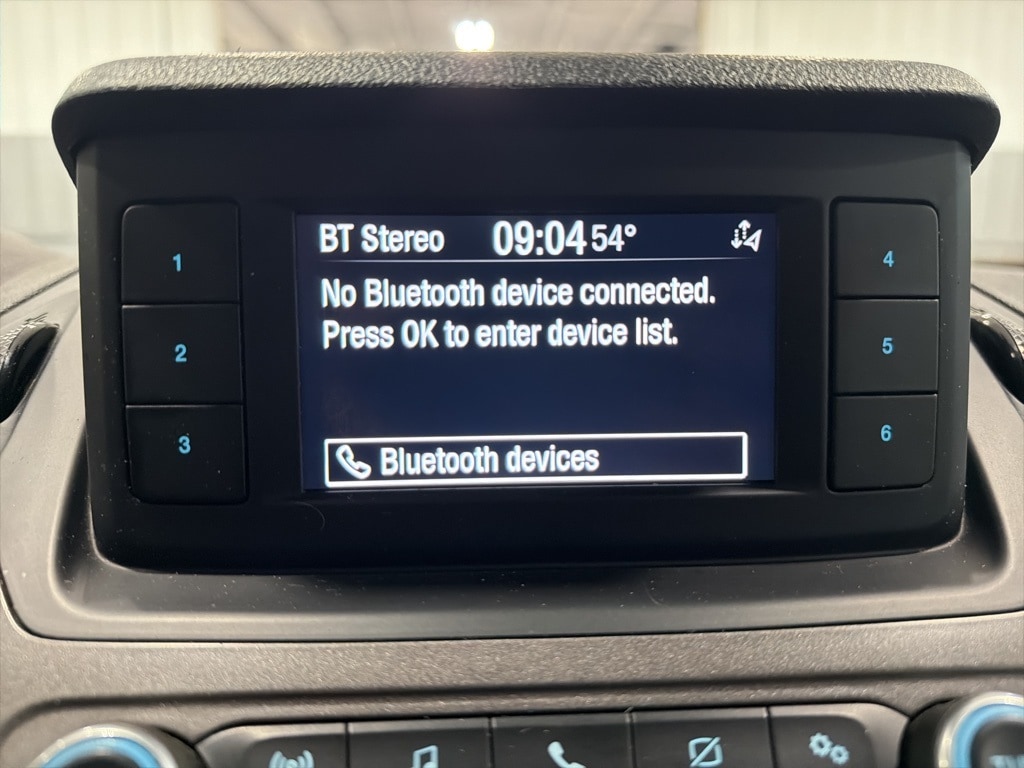 BT Stereo 09:04 54°
No Bluetooth device connected.
Press OK to enter device list.
Bluetooth devices
1
2
3
4
5
6